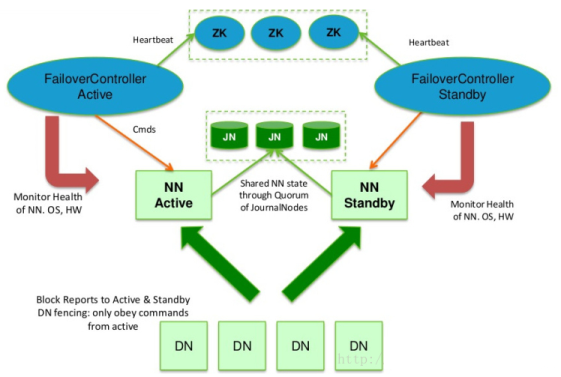 ZK ZK ZK
Heartbeat
Heartbeat
FailoverController
Active
FailoverController
Standby
Cmds
JN JN JN
Monitor Health
of NN. OS, HW
NN
Active
Shared NN state
through Quorum
of JournalNodes
NN
Standby
Monitor Health
of NN. OS, HW
Block Reports to Active & Standby
DN fencing: only obey commands
from active
DN DN DN DN
http:/